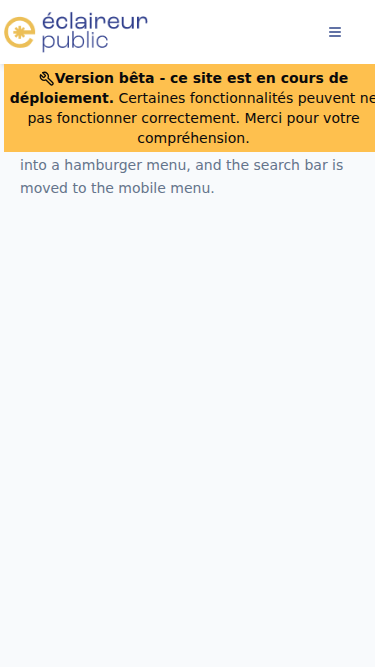 éclaireur
public
Version bêta - ce site est en cours de
déploiement. Certaines fonctionnalités peuvent ne
pas fonctionner correctement. Merci pour votre
compréhension.
into a hamburger menu, and the search bar is
moved to the mobile menu.